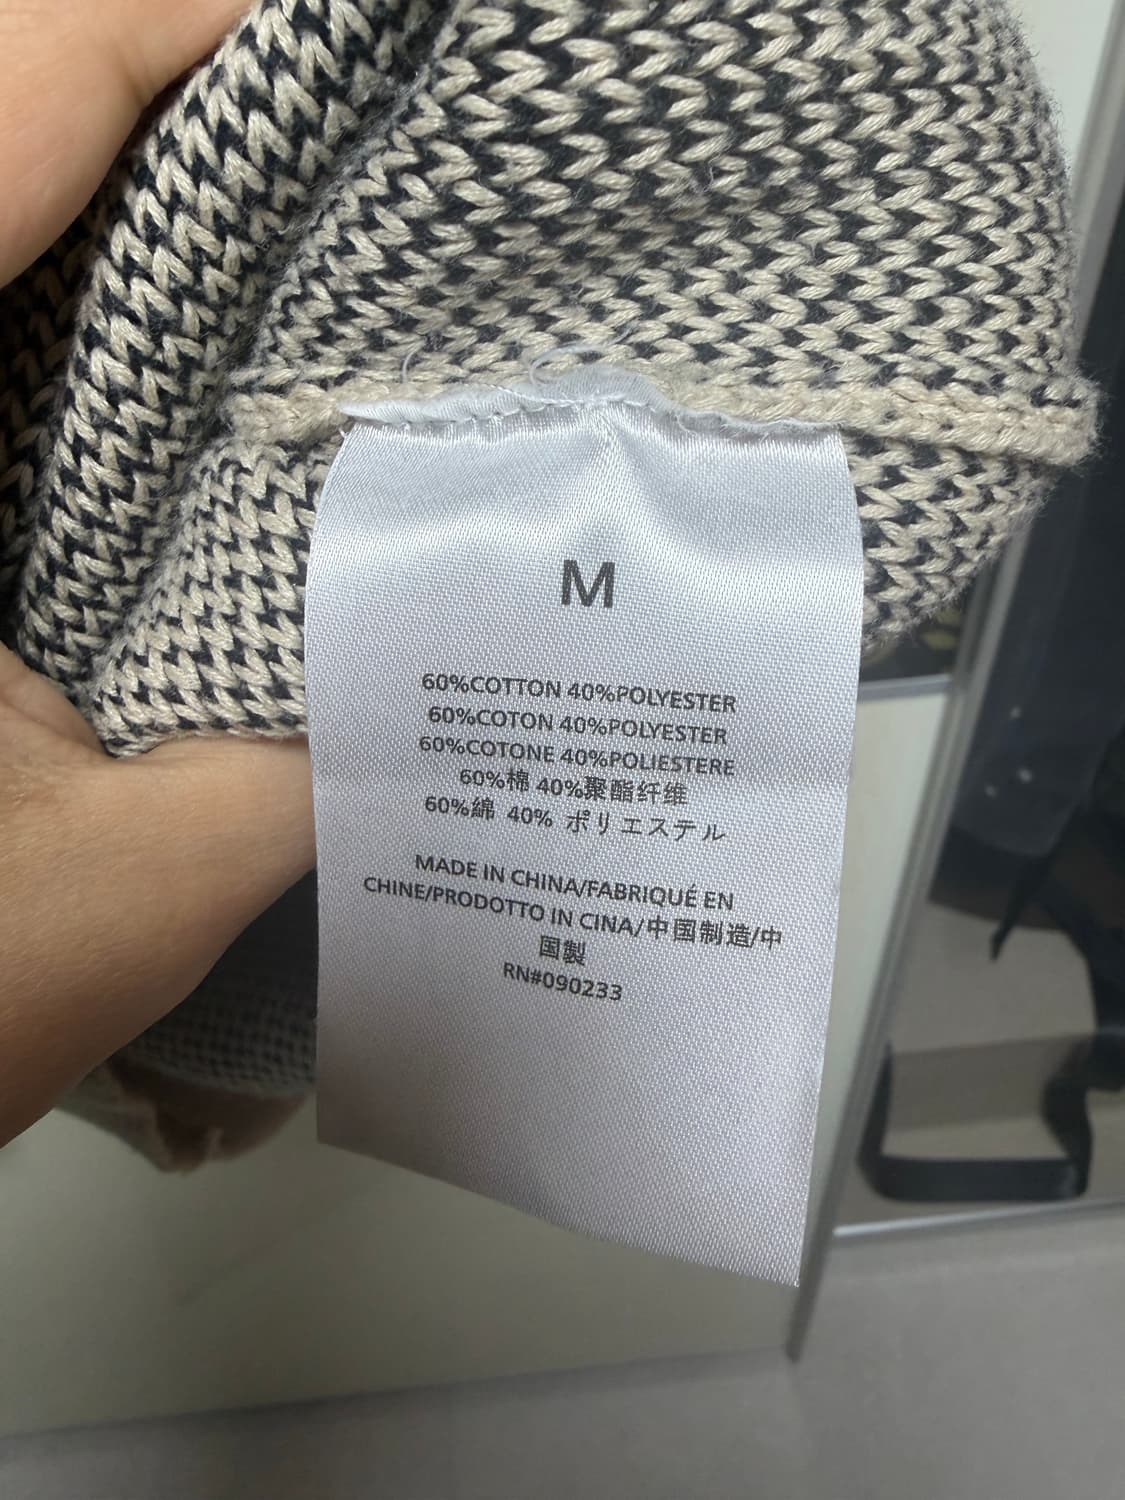 M
60%COTTON 40%POLYESTER
60%COTON 40%POLYESTER
60%COTONE 40%POLIESTERE
60%棉 40%聚酯纤维
60%綿 40% ポリエステル
MADE IN CHINA/FABRIQUÉ EN
CHINE/PRODOTTO IN CINA/中国制造/中
国製
RN#090233